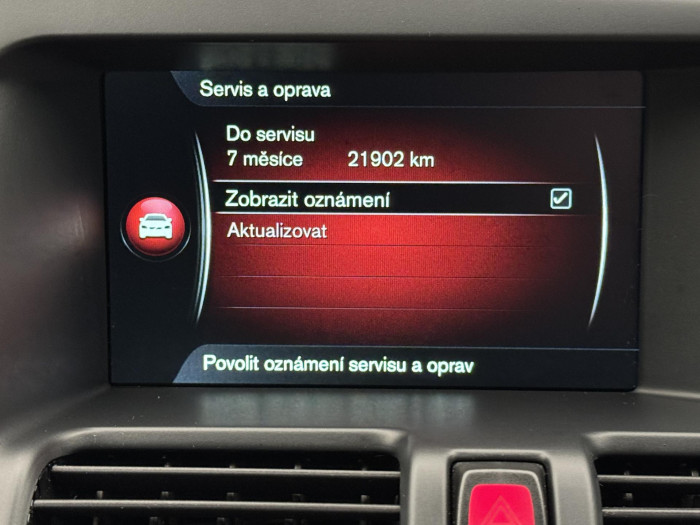 Servis a oprava
Do servisu
7 měsíce 21902 km
Zobrazit oznámení
Aktualizovat
Povolit oznámení servisu a oprav